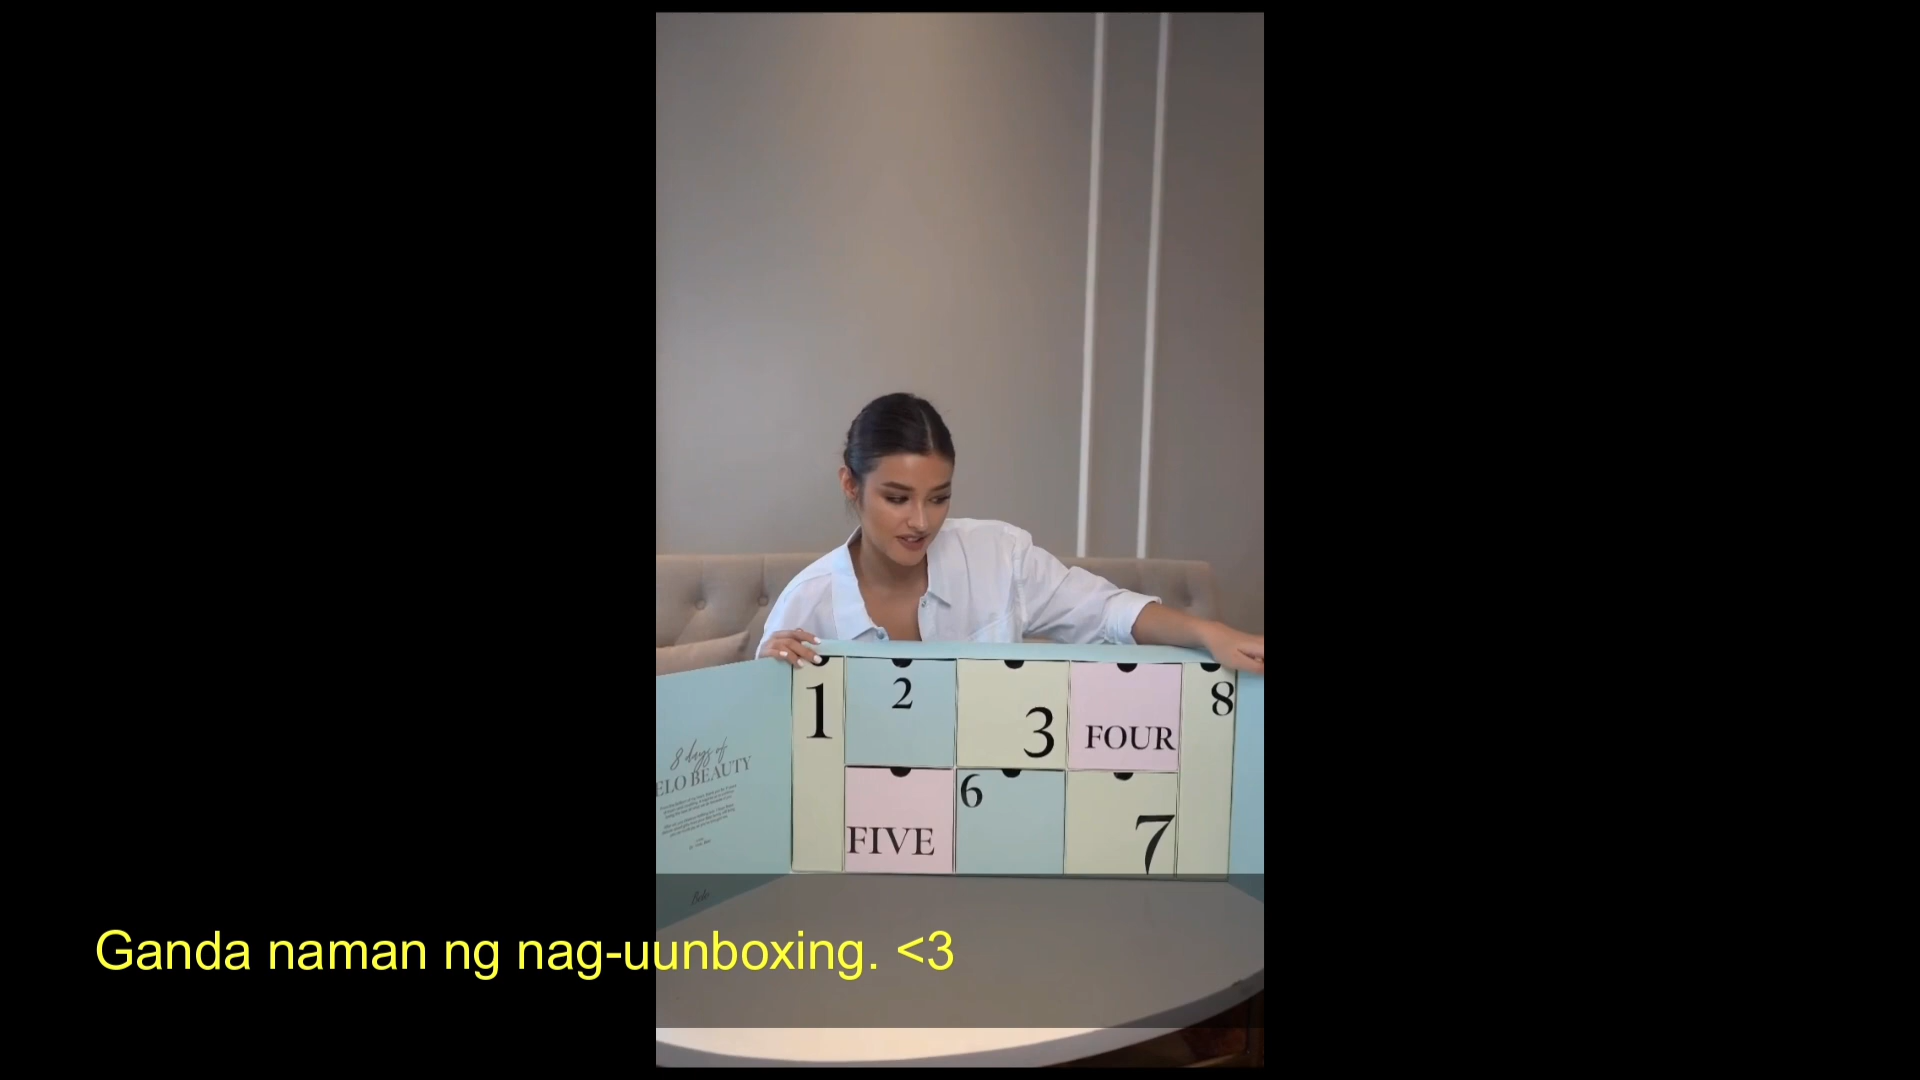 1
2
3
FOUR
8
FIVE
6
7
8 days of
ELO BEAUTY
Belo
Ganda naman ng nag-uunboxing. <3